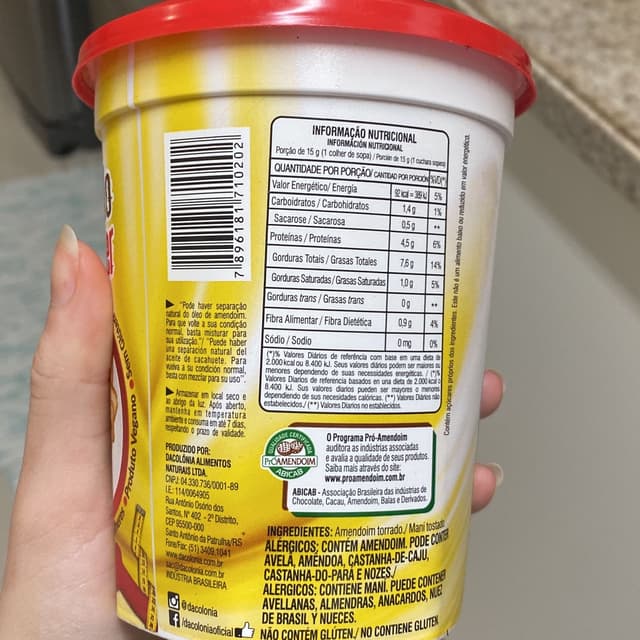 INFORMAÇÃO NUTRICIONAL
INFORMACIÓN NUTRICIONAL
Porção de 15 g (1 colher de sopa) / Porción de 15 g (1 cuchara sopera)
QUANTIDADE POR PORÇÃO/ CANTIDAD POR PORCIÓN %VD(*)
Valor Energético/ Energía 92 kcal = 389 kJ 5%
Carboidratos / Carbohidratos 1,4 g 1%
Sacarose / Sacarosa 0,5 g **
Proteínas / Proteínas 4,5 g 6%
Gorduras Totais / Grasas Totales 7,6 g 14%
Gorduras Saturadas / Grasas Saturadas 1,0 g 5%
Gorduras trans / Grasas trans 0 g **
Fibra Alimentar / Fibra Dietética 0,9 g 4%
Sódio / Sodio 0 mg 0%
(*)% Valores Diários de referência com base em uma dieta de
2.000 kcal ou 8.400 kJ. Seus valores diários podem ser maiores ou
menores dependendo de suas necesidades energéticas. / (*)%
Valores Diarios de referencia basados en una dieta de 2.000 kcal o
8.400 kJ. Sus valores diarios pueden ser mayores o menores
dependiendo de sus necesidades calóricas. (**) Valores Diários não
estabelecidos./ (**) Valores Diarios no establecidos.
Contém açúcares próprios dos ingredientes. Este não é um alimento baixo ou reduzido em valor energético.
7 896181 710202
"Pode haver separação
natural do óleo de amendoim.
Para que volte a sua condição
normal, basta misturar para
sua utilização."/ "Puede haber
una separación natural del
aceite de cacahuete. Para
vuelva a su condición normal,
besta con mezclar para su uso".
Armazenar em local seco e
ao abrigo da luz. Após aberto,
mantenha em temperatura
ambiente e consuma em até 7 dias,
respeitando o prazo de validade.
PRODUZIDO POR:
DACOLÔNIA ALIMENTOS
NATURAIS LTDA.
CNPJ: 04.330.736/0001-89
I.E.: 114/0064905
Rua Antônio Osório dos
Santos, Nº 402 - 2º Distrito,
CEP 95500-000
Santo Antônio da Patrulha/RS
Fone/Fax: (51) 3409.1041
www.dacolonia.com.br
sac@dacolonia.com.br
INDÚSTRIA BRASILEIRA
@dacolonia
/dacoloniaoficial
Produto Vegano
QUALIDADE CERTIFICADA
PRÓAMENDOIM
ABICAB
O Programa Pró-Amendoim
auditora as indústrias associadas
e avalia a qualidade de seus produtos.
Saiba mais através do site:
www.proamendoim.com.br
ABICAB - Associação Brasileira das indústrias de
Chocolate, Cacau, Amendoim, Balas e Derivados.
INGREDIENTES: Amendoim torrado./ Maní tostado
ALÉRGICOS: CONTÉM AMENDOIM. PODE CONTER
AVELÃ, AMÊNDOA, CASTANHA-DE-CAJU,
CASTANHA-DO-PARÁ E NOZES./
ALERGICOS: CONTIENE MANÍ. PUEDE CONTENER
AVELLANAS, ALMENDRAS, ANACARDOS, NUEZ
DE BRASIL Y NUECES.
NÃO CONTÉM GLÚTEN./ NO CONTIENE GLUTEN.